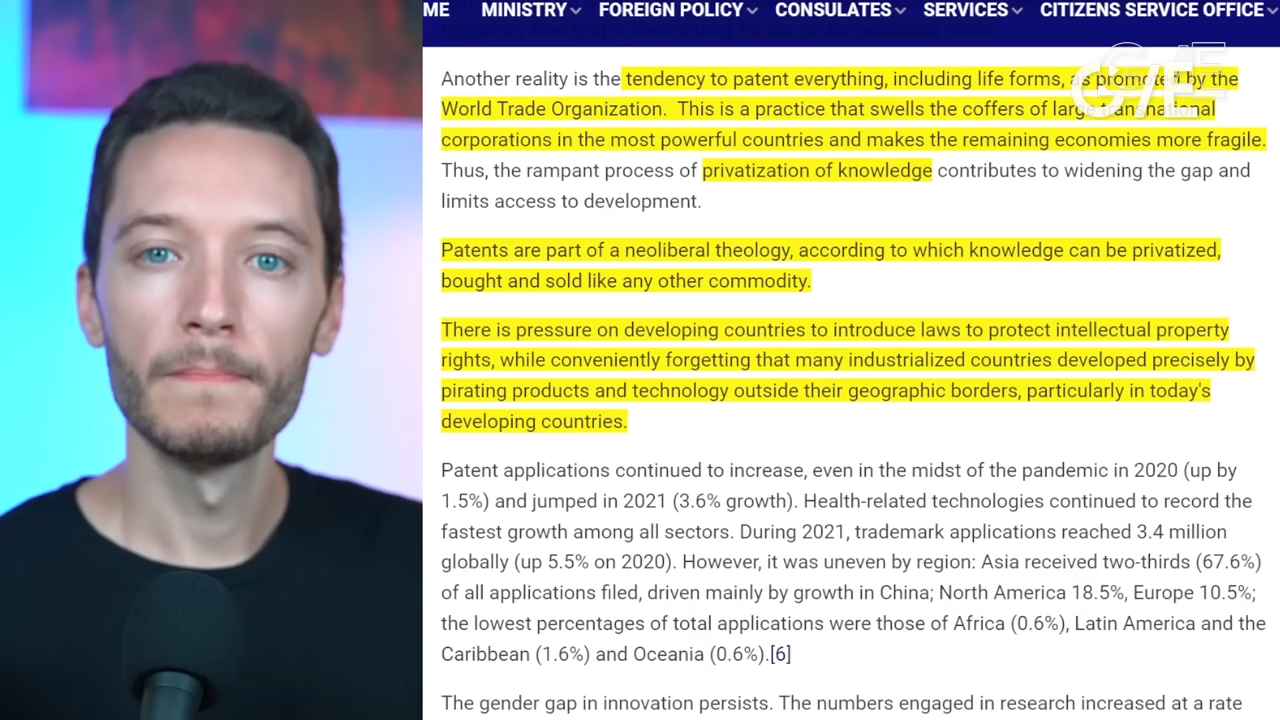 ME MINISTRY FOREIGN POLICY CONSULATES SERVICES CITIZENS SERVICE OFFICE
Another reality is the tendency to patent everything, including life forms, as promoted by the
World Trade Organization. This is a practice that swells the coffers of large transnational
corporations in the most powerful countries and makes the remaining economies more fragile.
Thus, the rampant process of privatization of knowledge contributes to widening the gap and
limits access to development.
Patents are part of a neoliberal theology, according to which knowledge can be privatized,
bought and sold like any other commodity.
There is pressure on developing countries to introduce laws to protect intellectual property
rights, while conveniently forgetting that many industrialized countries developed precisely by
pirating products and technology outside their geographic borders, particularly in today's
developing countries.
Patent applications continued to increase, even in the midst of the pandemic in 2020 (up by
1.5%) and jumped in 2021 (3.6% growth). Health-related technologies continued to record the
fastest growth among all sectors. During 2021, trademark applications reached 3.4 million
globally (up 5.5% on 2020). However, it was uneven by region: Asia received two-thirds (67.6%)
of all applications filed, driven mainly by growth in China; North America 18.5%, Europe 10.5%;
the lowest percentages of total applications were those of Africa (0.6%), Latin America and the
Caribbean (1.6%) and Oceania (0.6%).[6]
The gender gap in innovation persists. The numbers engaged in research increased at a rate